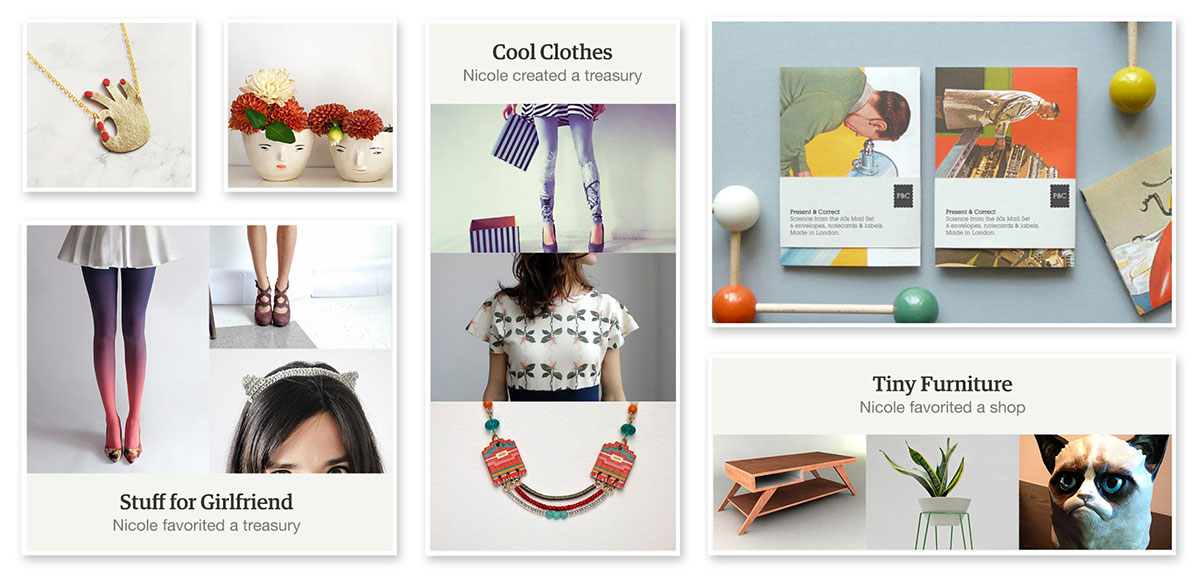 Cool Clothes
Nicole created a treasury
P&C
Present & Correct
Science from the 60s Mail Set
6 envelopes, notecards & labels.
Made in London.
P&C
Present & Correct
Science from the 60s Mail Set
6 envelopes, notecards & labels.
Made in London.
Stuff for Girlfriend
Nicole favorited a treasury
Tiny Furniture
Nicole favorited a shop